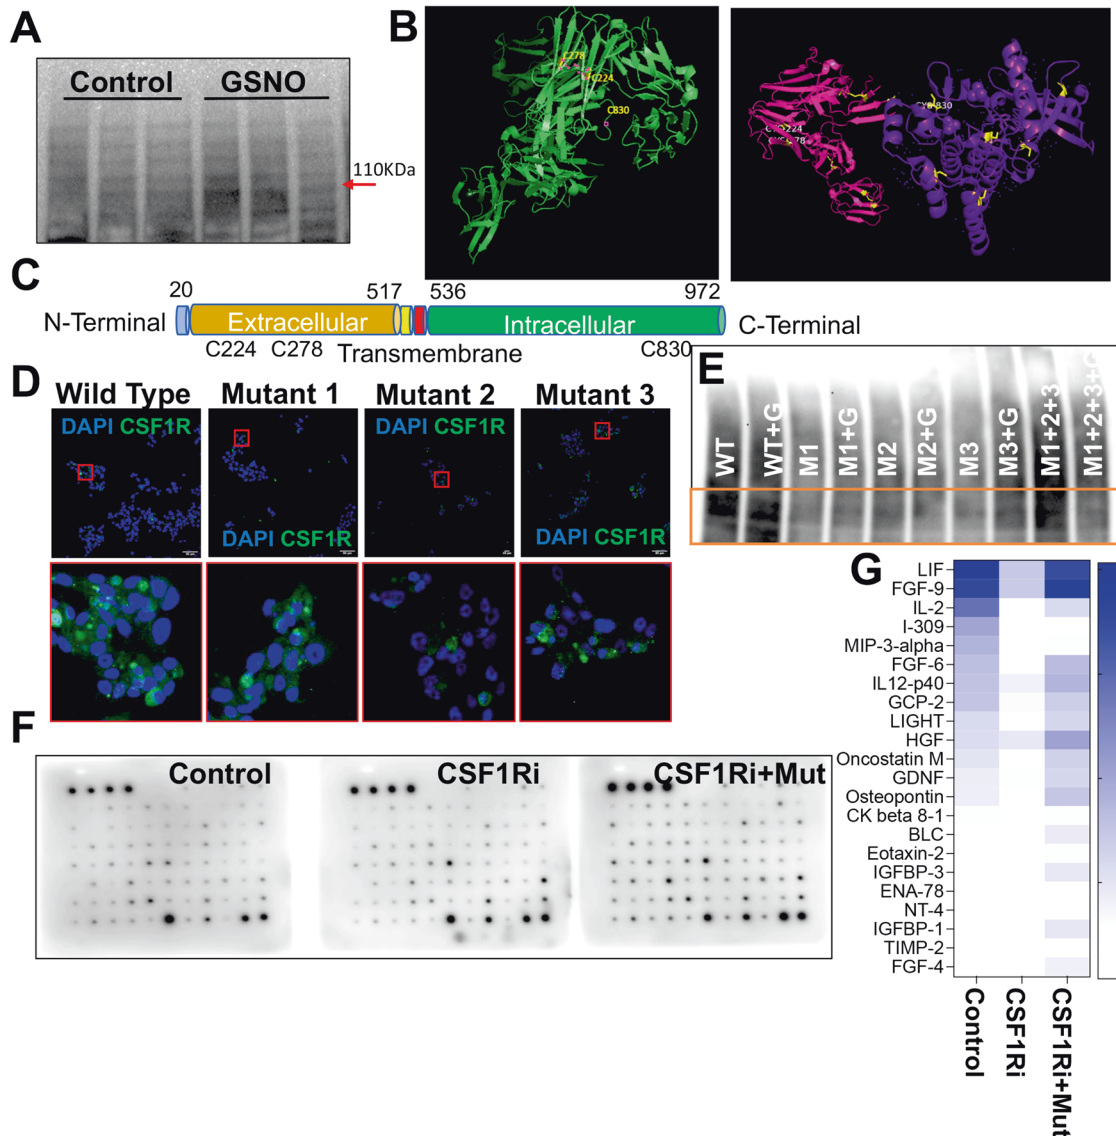 A
Control GSNO
110KDa
B
C278
C224
C830
C
20 517 536 972
N-Terminal Extracellular Intracellular C-Terminal
C224 C278 Transmembrane C830
D
Wild Type Mutant 1 Mutant 2 Mutant 3
DAPI CSF1R
DAPI CSF1R
DAPI CSF1R
DAPI CSF1R
E
WT
WT+G
M1
M1+G
M2
M2+G
M3
M3+G
M1+2+3
M1+2+3+G
F
Control CSF1Ri CSF1Ri+Mut
G
LIF
FGF-9
IL-2
I-309
MIP-3-alpha
FGF-6
IL12-p40
GCP-2
LIGHT
HGF
Oncostatin M
GDNF
Osteopontin
CK beta 8-1
BLC
Eotaxin-2
IGFBP-3
ENA-78
NT-4
IGFBP-1
TIMP-2
FGF-4
Control
CSF1Ri
CSF1Ri+Mut